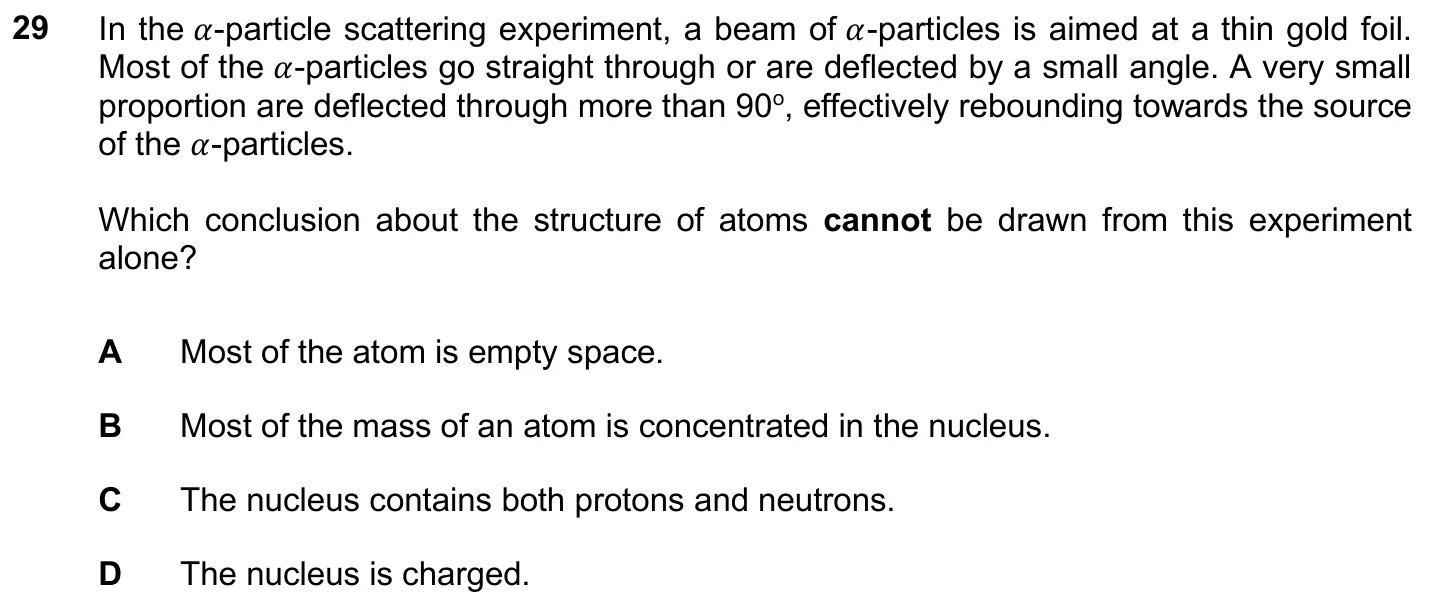 29 In the α-particle scattering experiment, a beam of α-particles is aimed at a thin gold foil.
Most of the α-particles go straight through or are deflected by a small angle. A very small
proportion are deflected through more than 90º, effectively rebounding towards the source
of the α-particles.
Which conclusion about the structure of atoms cannot be drawn from this experiment
alone?
A Most of the atom is empty space.
B Most of the mass of an atom is concentrated in the nucleus.
C The nucleus contains both protons and neutrons.
D The nucleus is charged.